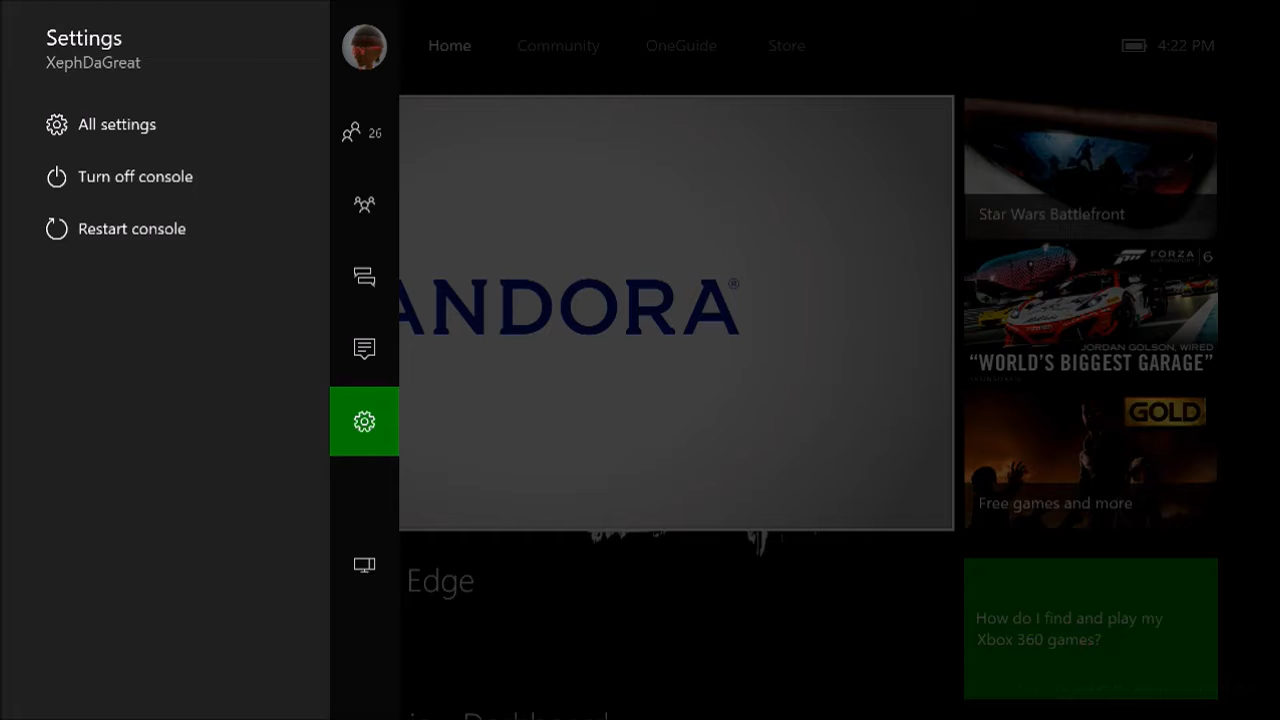 Settings
XephDaGreat
All settings
Turn off console
Restart console
26
Home
Community
OneGuide
Store
4:22 PM
ANDORA®
Star Wars Battlefront
FORZA
MOTORSPORT 6
JORDAN GOLSON, WIRED
“WORLD'S BIGGEST GARAGE”
GOLD
Free games and more
Edge
How do I find and play my
Xbox 360 games?